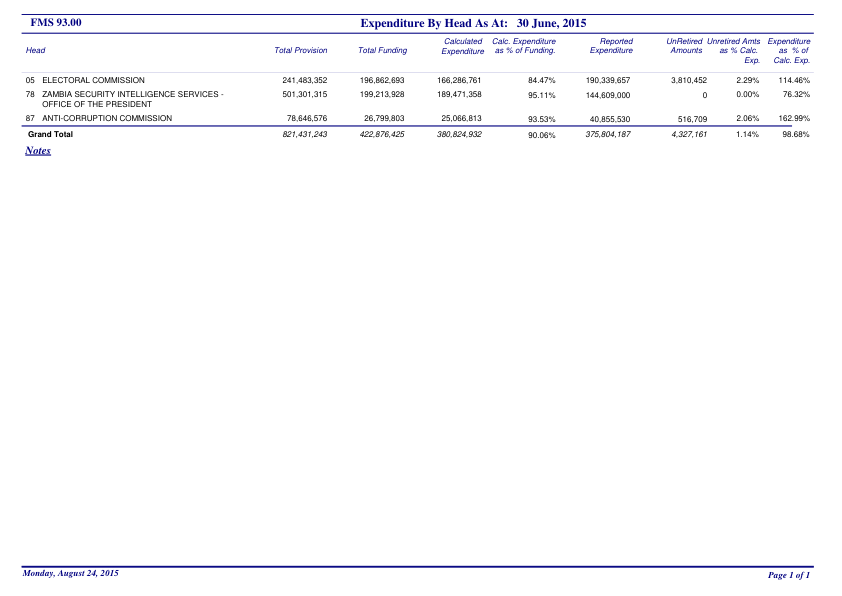 FMS 93.00 Expenditure By Head As At: 30 June, 2015
Head Total Provision Total Funding Calculated Expenditure Calc. Expenditure as % of Funding. Reported Expenditure UnRetired Amounts Unretired Amts as % Calc. Exp. Expenditure as % of Calc. Exp.
05 ELECTORAL COMMISSION 241,483,352 196,862,693 166,286,761 84.47% 190,339,657 3,810,452 2.29% 114.46%
78 ZAMBIA SECURITY INTELLIGENCE SERVICES - 501,301,315 199,213,928 189,471,358 95.11% 144,609,000 0 0.00% 76.32%
OFFICE OF THE PRESIDENT
87 ANTI-CORRUPTION COMMISSION 78,646,576 26,799,803 25,066,813 93.53% 40,855,530 516,709 2.06% 162.99%
Grand Total 821,431,243 422,876,425 380,824,932 90.06% 375,804,187 4,327,161 1.14% 98.68%
Notes
Monday, August 24, 2015 Page 1 of 1